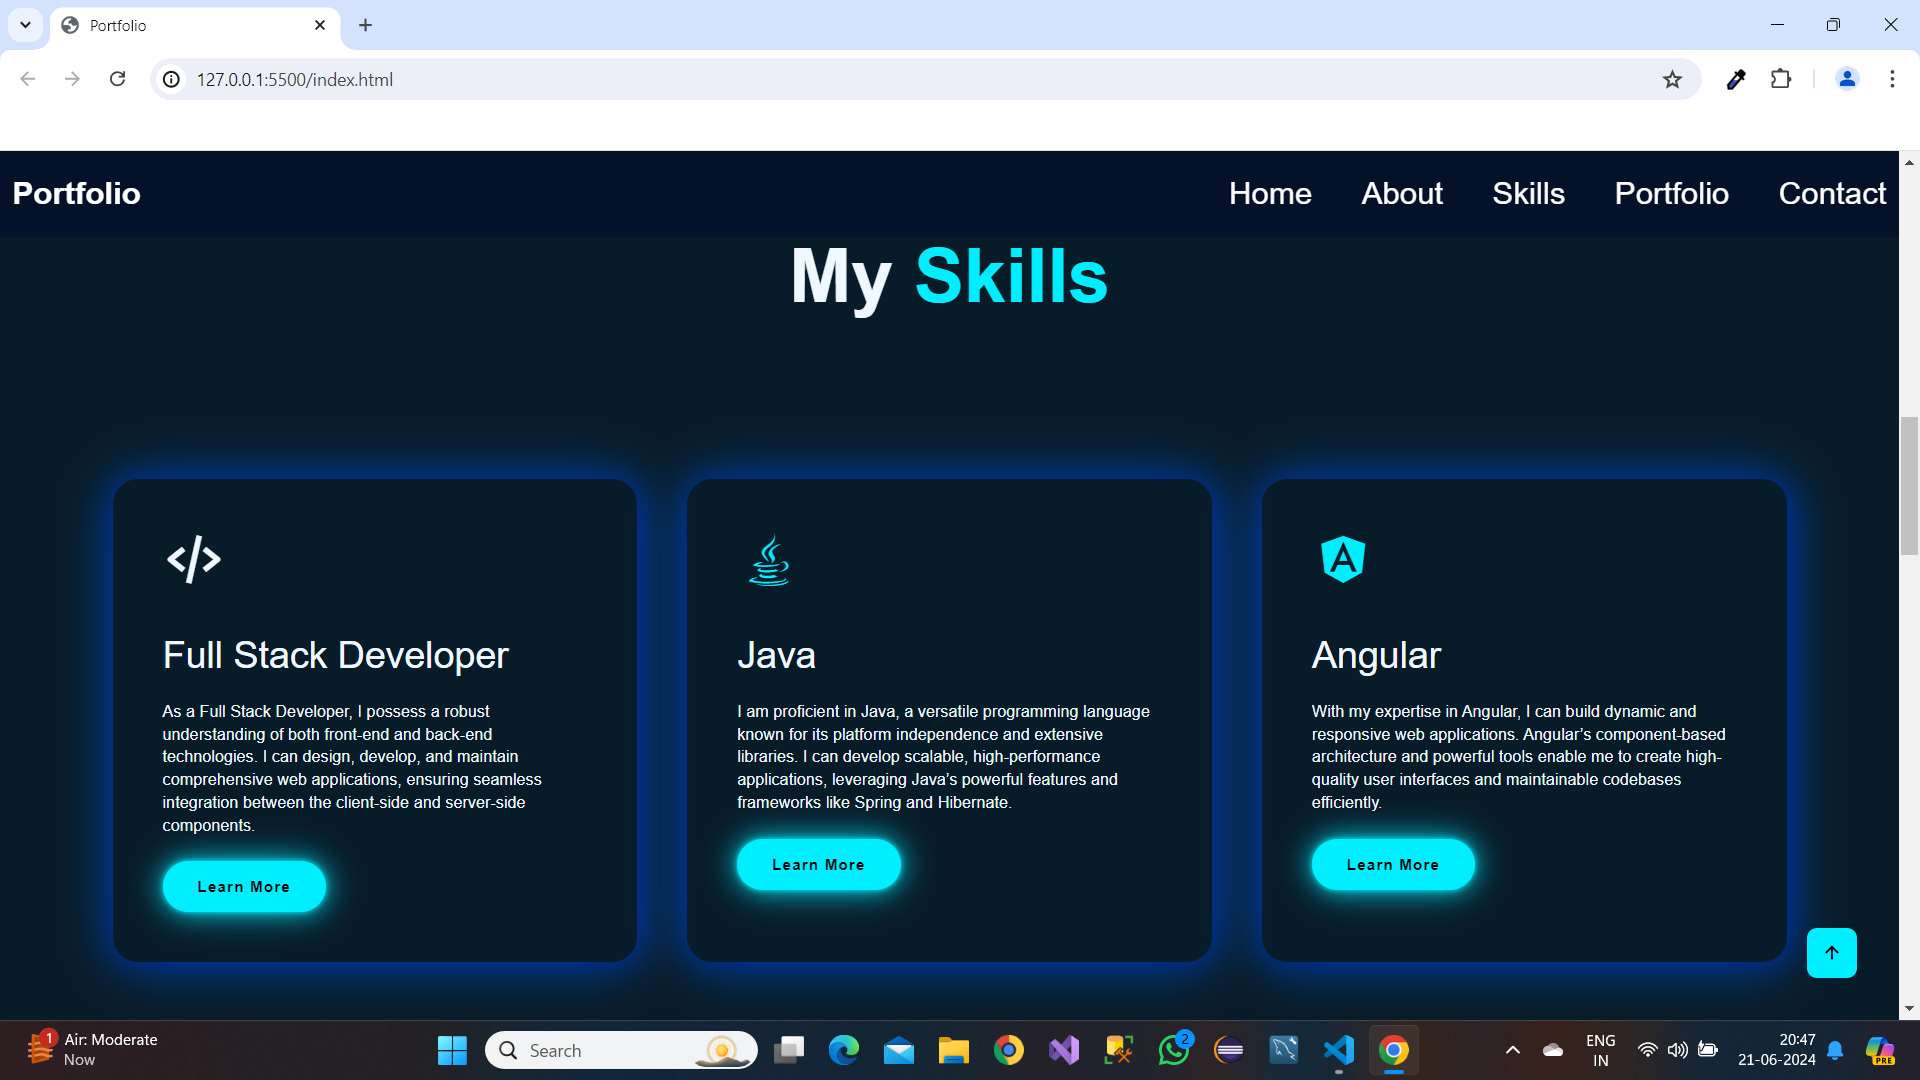 Portfolio
127.0.0.1:5500/index.html
Portfolio
Home
About
Skills
Portfolio
Contact
My Skills
</>
Full Stack Developer
As a Full Stack Developer, I possess a robust
understanding of both front-end and back-end
technologies. I can design, develop, and maintain
comprehensive web applications, ensuring seamless
integration between the client-side and server-side
components.
Learn More
Java
I am proficient in Java, a versatile programming language
known for its platform independence and extensive
libraries. I can develop scalable, high-performance
applications, leveraging Java's powerful features and
frameworks like Spring and Hibernate.
Learn More
A
Angular
With my expertise in Angular, I can build dynamic and
responsive web applications. Angular's component-based
architecture and powerful tools enable me to create high-
quality user interfaces and maintainable codebases
efficiently.
Learn More
1
Air: Moderate
Now
Search
2
ENG
IN
20:47
21-06-2024
PRE